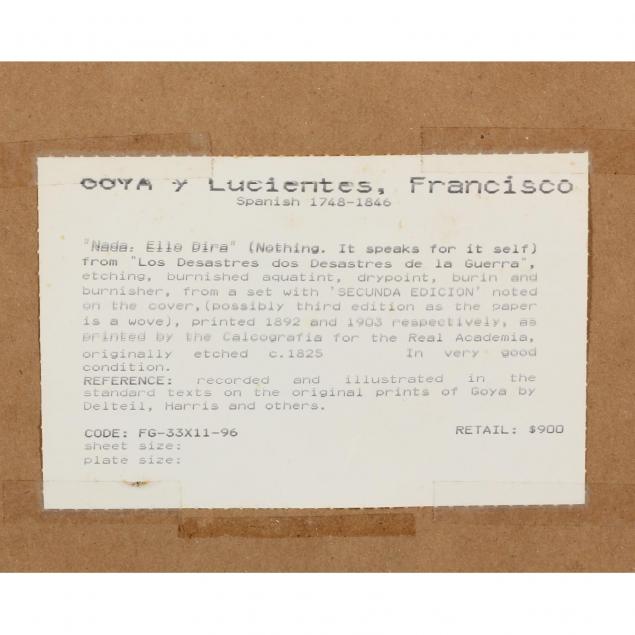 GOYA y Lucientes, Francisco
Spanish 1748-1846
"Nada. Ello Dira" (Nothing. It speaks for it self)
from "Los Desastres dos Desastres de la Guerra",
etching, burnished aquatint, drypoint, burin and
burnisher, from a set with 'SECUNDA EDICION' noted
on the cover,(possibly third edition as the paper
is a wove), printed 1892 and 1903 respectively, as
printed by the Calcografia for the Real Academia,
originally etched c.1825 In very good
condition.
REFERENCE: recorded and illustrated in the
standard texts on the original prints of Goya by
Delteil, Harris and others.
CODE: FG-33X11-96 RETAIL: $900
sheet size:
plate size: